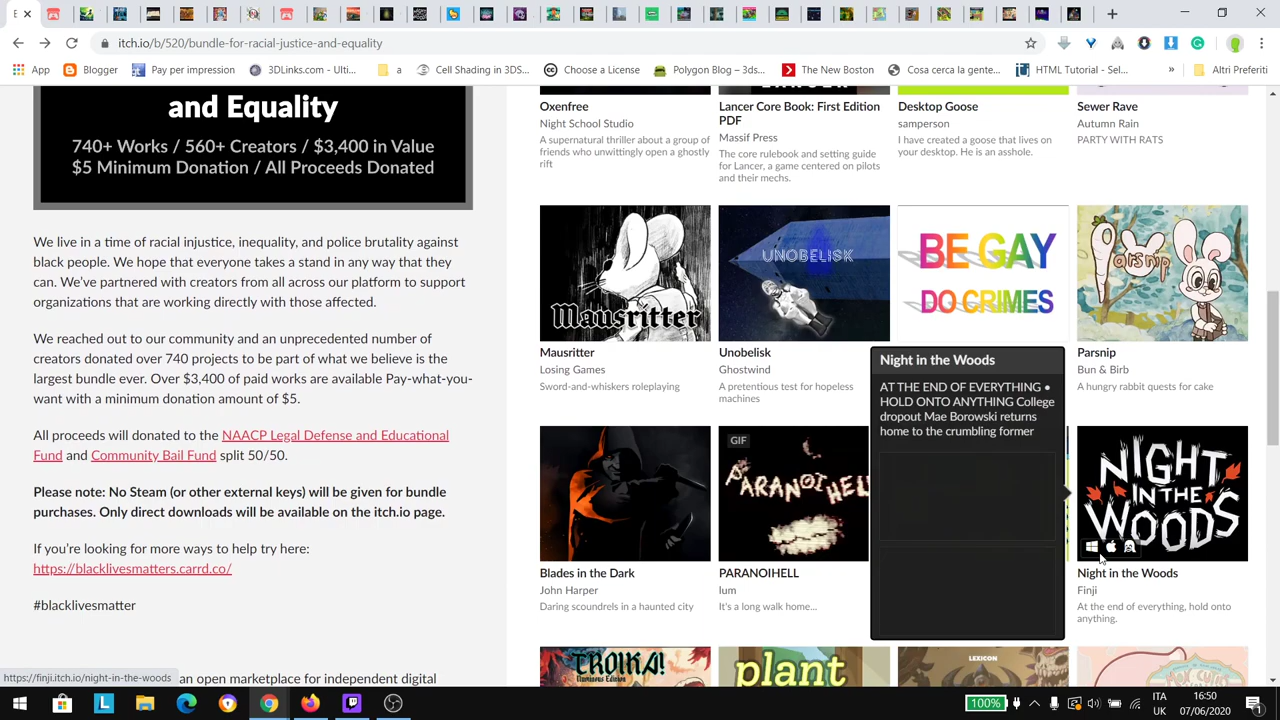 E
itch.io/b/520/bundle-for-racial-justice-and-equality
App
Blogger
Pay per impression
3DLinks.com - Ulti...
a
Cell Shading in 3DS...
Choose a License
Polygon Blog – 3ds...
The New Boston
Cosa cerca la gente...
HTML Tutorial - Sel...
»
Altri Preferiti
and Equality
740+ Works / 560+ Creators / $3,400 in Value
$5 Minimum Donation / All Proceeds Donated
We live in a time of racial injustice, inequality, and police brutality against
black people. We hope that everyone takes a stand in any way that they
can. We've partnered with creators from all across our platform to support
organizations that are working directly with those affected.
We reached out to our community and an unprecedented number of
creators donated over 740 projects to be part of what we believe is the
largest bundle ever. Over $3,400 of paid works are available Pay-what-you-
want with a minimum donation amount of $5.
All proceeds will donated to the NAACP Legal Defense and Educational
Fund and Community Bail Fund split 50/50.
Please note: No Steam (or other external keys) will be given for bundle
purchases. Only direct downloads will be available on the itch.io page.
If you're looking for more ways to help try here:
https://blacklivesmatters.carrd.co/
#blacklivesmatter
an open marketplace for independent digital
https://finji.itch.io/night-in-the-woods
Oxenfree
Night School Studio
A supernatural thriller about a group of
friends who unwittingly open a ghostly
rift
Lancer Core Book: First Edition
PDF
Massif Press
The core rulebook and setting guide
for Lancer, a game centered on pilots
and their mechs.
Desktop Goose
samperson
I have created a goose that lives on
your desktop. He is an asshole.
Sewer Rave
Autumn Rain
PARTY WITH RATS
Mausritter
Mausritter
Losing Games
Sword-and-whiskers roleplaying
UNOBELISK
Unobelisk
Ghostwind
A pretentious test for hopeless
machines
BE GAY
DO CRIMES
Parsnip
Parsnip
Bun & Birb
A hungry rabbit quests for cake
Night in the Woods
AT THE END OF EVERYTHING •
HOLD ONTO ANYTHING College
dropout Mae Borowski returns
home to the crumbling former
Blades in the Dark
John Harper
Daring scoundrels in a haunted city
GIF
PARANOIHELL
PARANOIHELL
lum
It's a long walk home...
NIGHT
IN THE
WOODS
Night in the Woods
Finji
At the end of everything, hold onto
anything.
TROIKA!
Numinous Edition
plant
LEXICON
100%
ITA
UK
16:50
07/06/2020
1